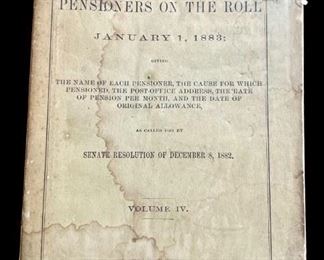 PENSIONERS ON THE ROLL
JANUARY 1, 1883;
GIVING
THE NAME OF EACH PENSIONER, THE CAUSE FOR WHICH
PENSIONED, THE POST-OFFICE ADDRESS, THE RATE
OF PENSION PER MONTH, AND THE DATE OF
ORIGINAL ALLOWANCE,
AS CALLED FOR BY
SENATE RESOLUTION OF DECEMBER 8, 1882.
VOLUME IV.